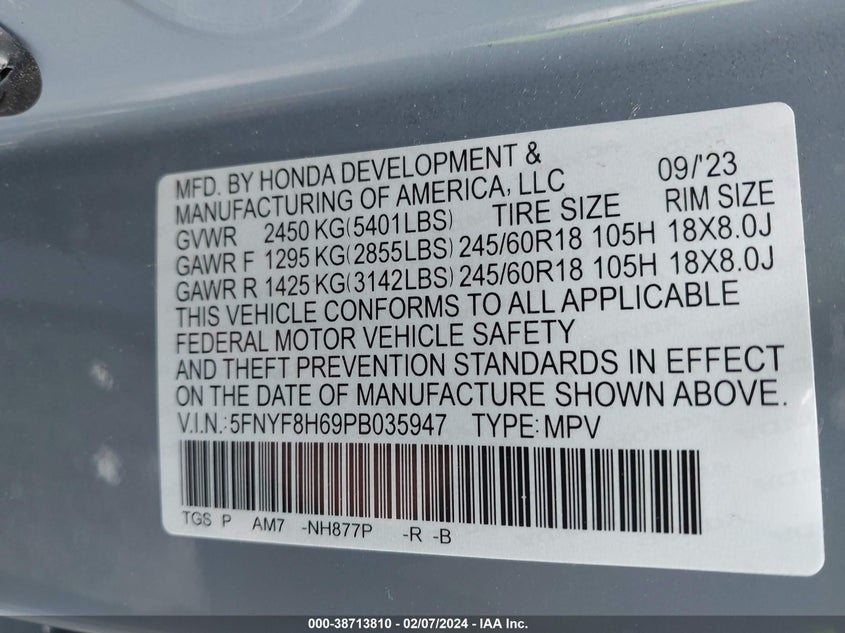 MFD. BY HONDA DEVELOPMENT & 09/'23
MANUFACTURING OF AMERICA, LLC
GVWR 2450 KG(5401LBS) TIRE SIZE RIM SIZE
GAWR F 1295 KG(2855LBS) 245/60R18 105H 18X8.0J
GAWR R 1425 KG(3142LBS) 245/60R18 105H 18X8.0J
THIS VEHICLE CONFORMS TO ALL APPLICABLE
FEDERAL MOTOR VEHICLE SAFETY
AND THEFT PREVENTION STANDARDS IN EFFECT
ON THE DATE OF MANUFACTURE SHOWN ABOVE.
V.I.N.: 5FNYF8H69PB035947 TYPE: MPV
TGS P AM7 -NH877P -R -B
000-38713810 - 02/07/2024 - IAA Inc.